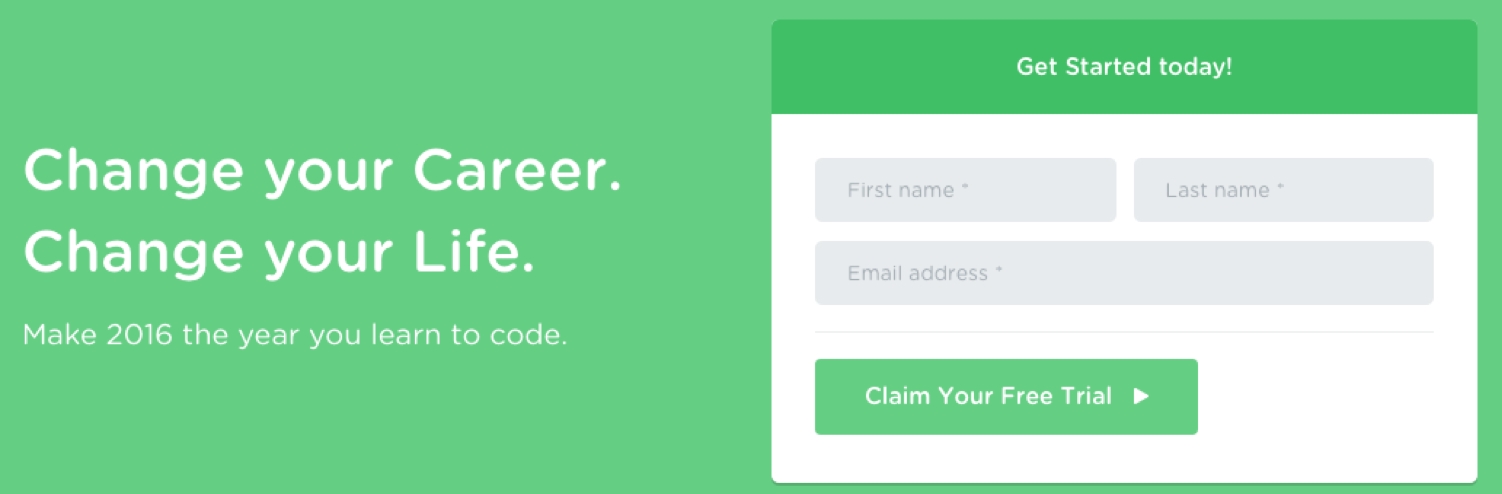 Change your Career.
Change your Life.
Make 2016 the year you learn to code.
Get Started today!
First name *
Last name *
Email address *
Claim Your Free Trial